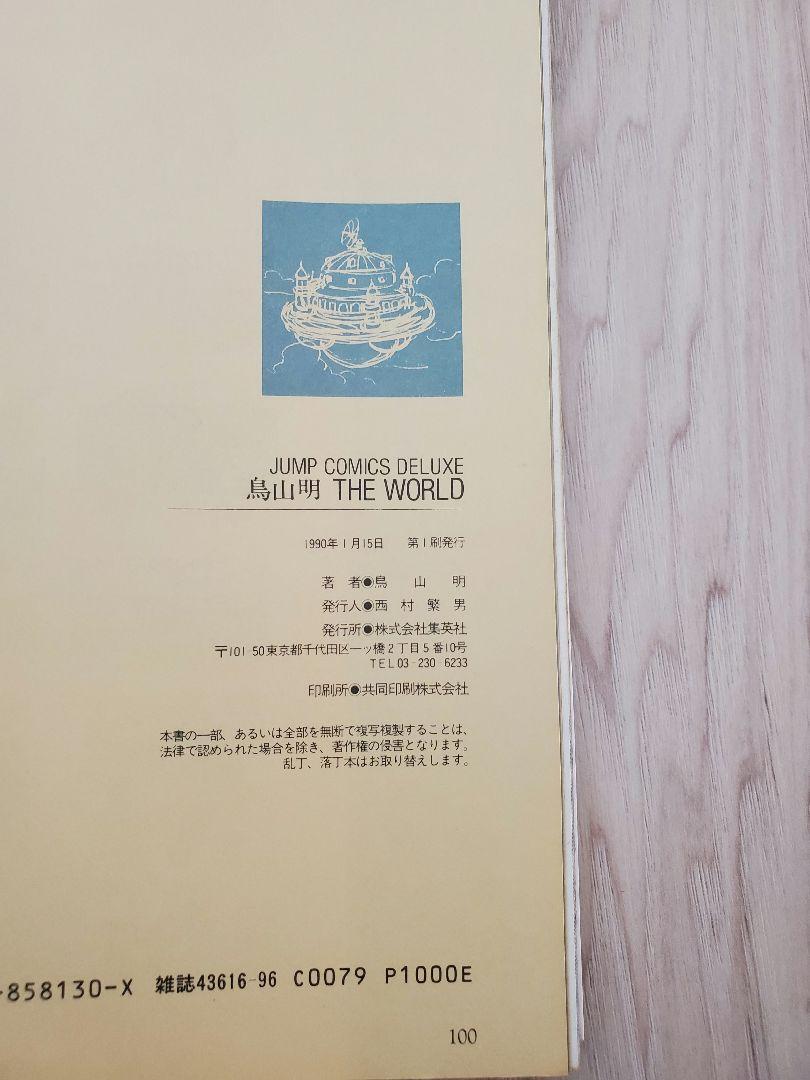 JUMP COMICS DELUXE
鳥山明 THE WORLD
1990年1月15日 第1刷発行
著者◉鳥山明
発行人◉西村繁男
発行所◉株式会社集英社
〒101-50東京都千代田区一ッ橋2丁目5番10号
TEL03-230-6233
印刷所◉共同印刷株式会社
本書の一部、あるいは全部を無断で複写複製することは、
法律で認められた場合を除き、著作権の侵害となります。
乱丁、落丁本はお取り替えします。
-858130-X 雑誌43616-96 C0079 P1000E
100